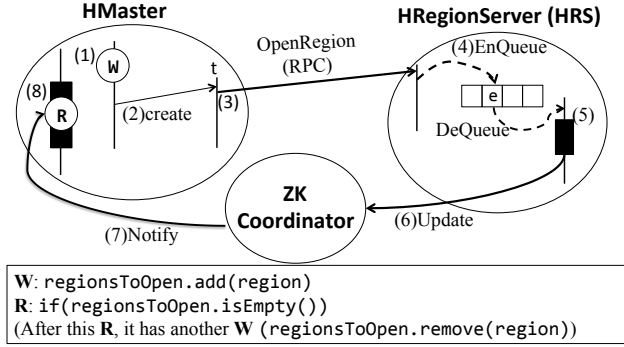 HMaster
HRegionServer (HRS)
OpenRegion
(RPC)
(1)
W
t
(2)create
(3)
(8)
R
(4)EnQueue
e
DeQueue
(5)
ZK
Coordinator
(6)Update
(7)Notify
W: regionsToOpen.add(region)
R: if(regionsToOpen.isEmpty())
(After this R, it has another W (regionsToOpen.remove(region))